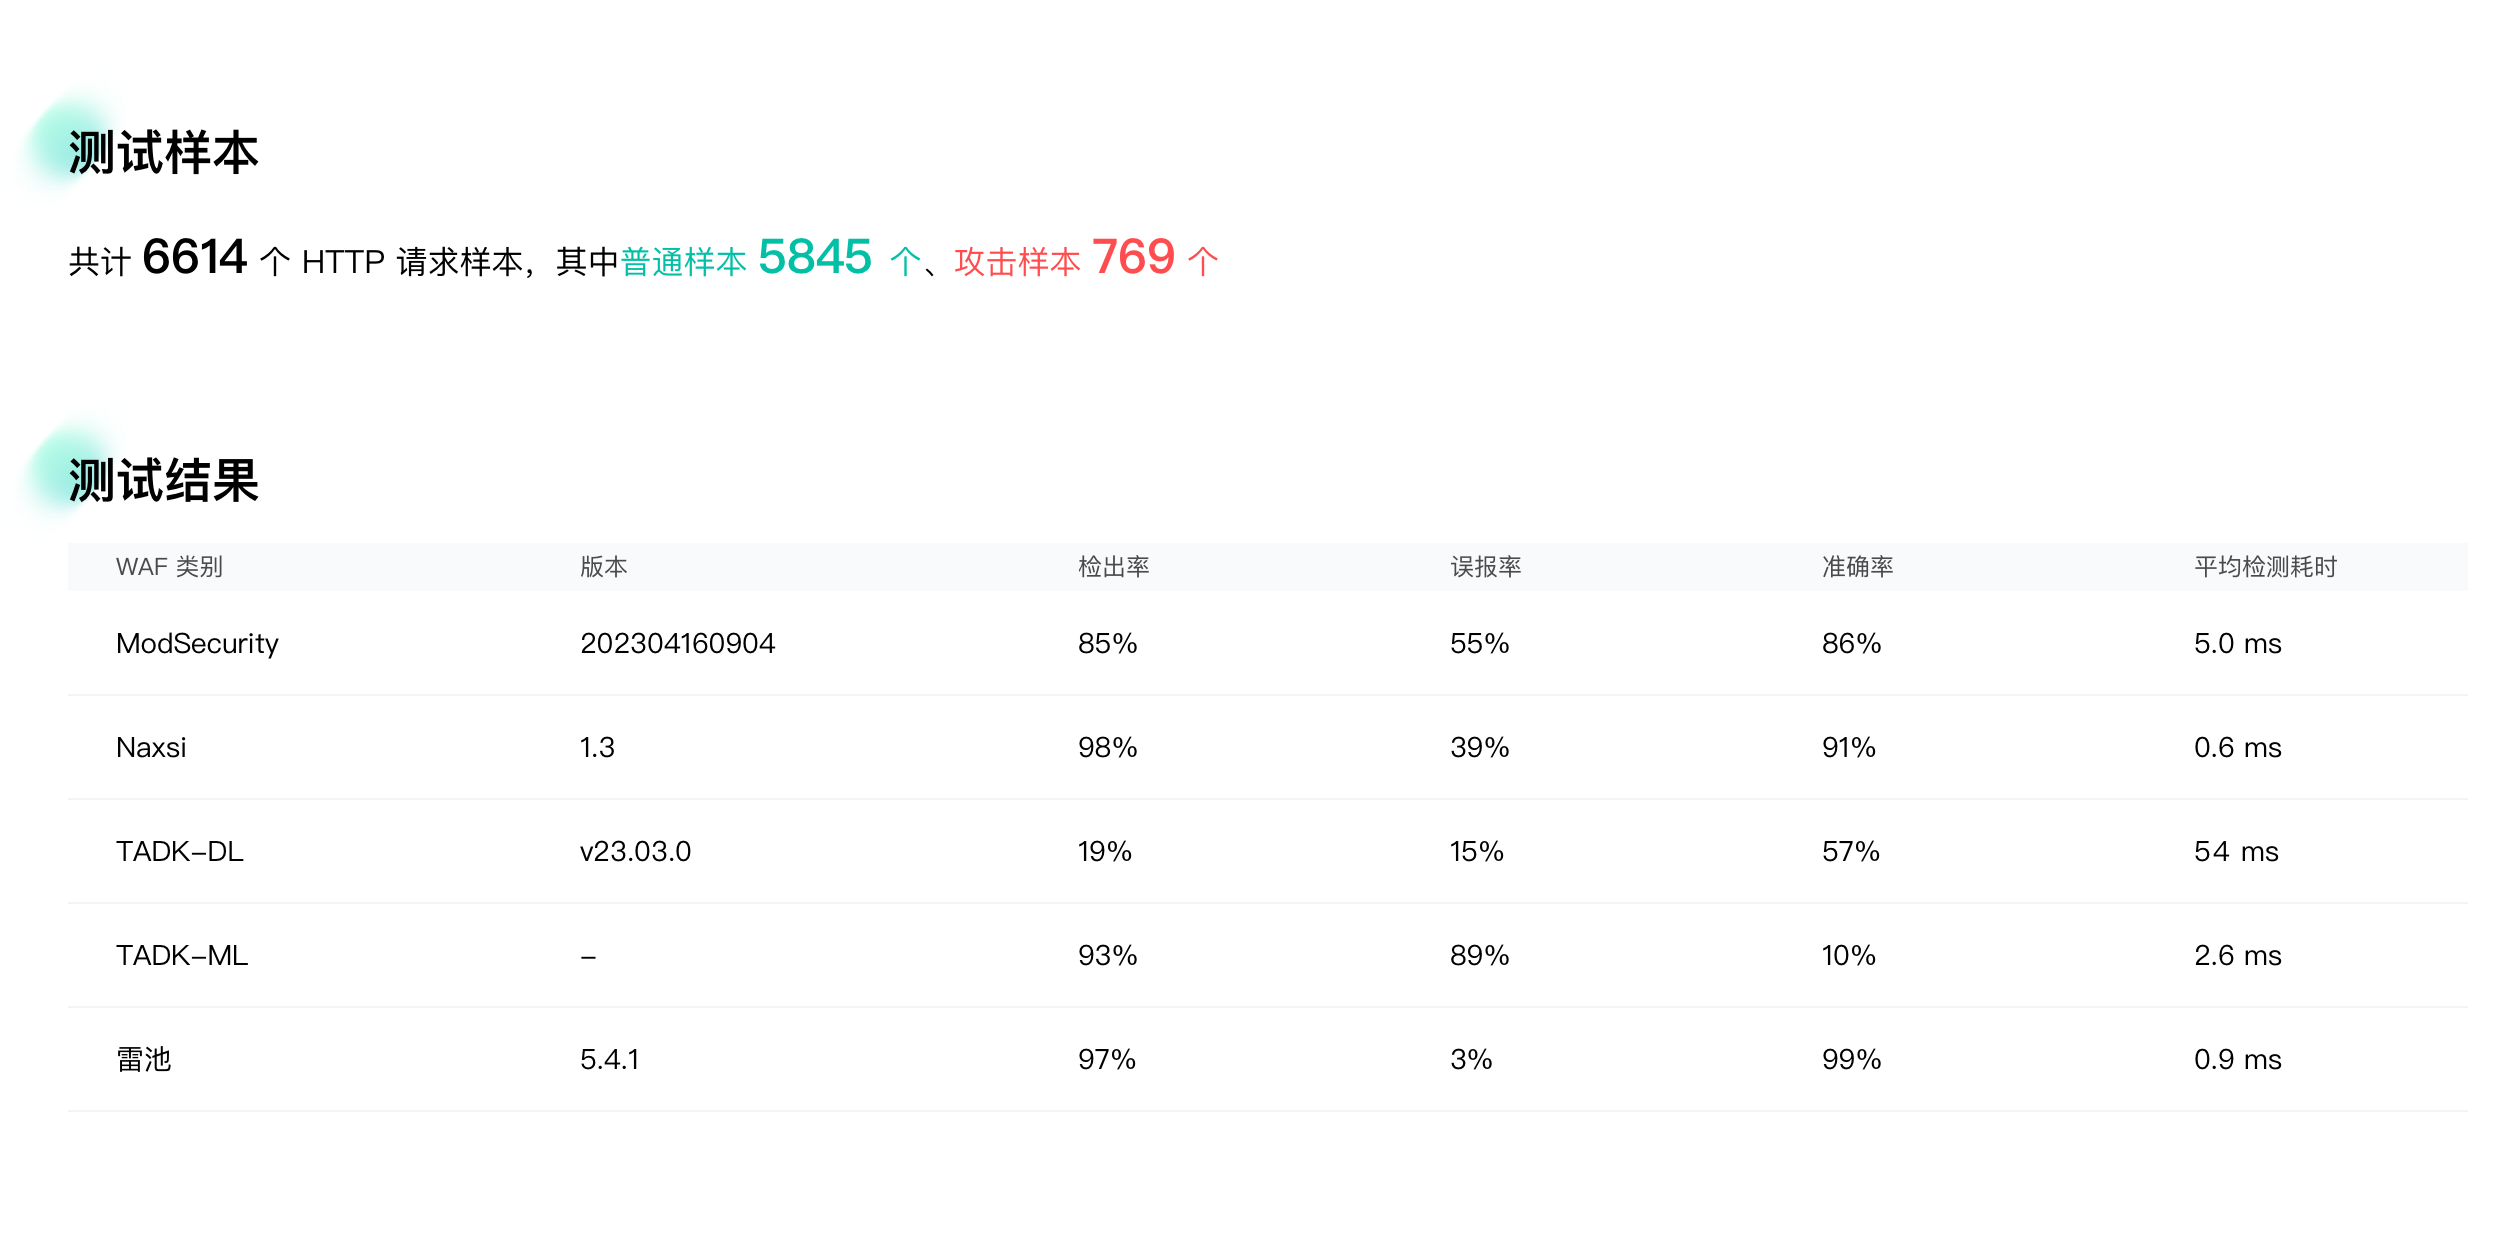 测试样本
共计 6614 个 HTTP 请求样本，其中普通样本 5845 个、攻击样本 769 个
测试结果
WAF 类别 版本 检出率 误报率 准确率 平均检测耗时
ModSecurity 202304160904 85% 55% 86% 5.0 ms
Naxsi 1.3 98% 39% 91% 0.6 ms
TADK-DL v23.03.0 19% 15% 57% 54 ms
TADK-ML - 93% 89% 10% 2.6 ms
雷池 5.4.1 97% 3% 99% 0.9 ms